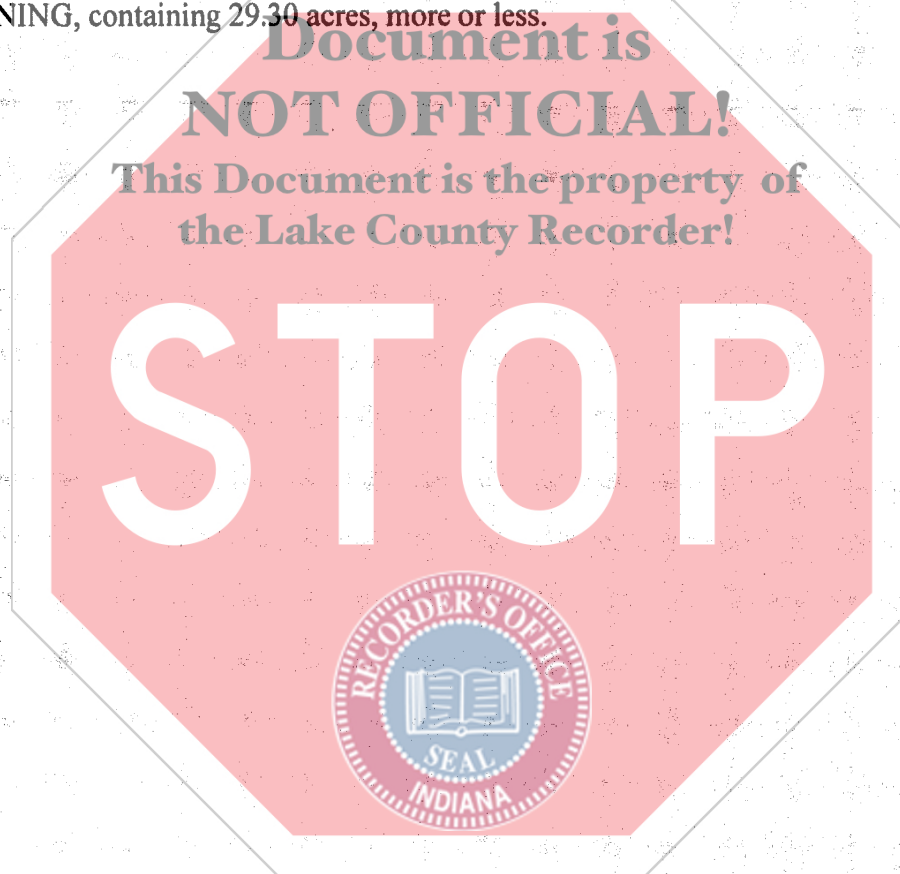 NING, containing 29.30 acres, more or less.
Document is
NOT OFFICIAL!
This Document is the property of
the Lake County Recorder!
STOP
RECORDER'S OFFICE
SEAL
INDIANA